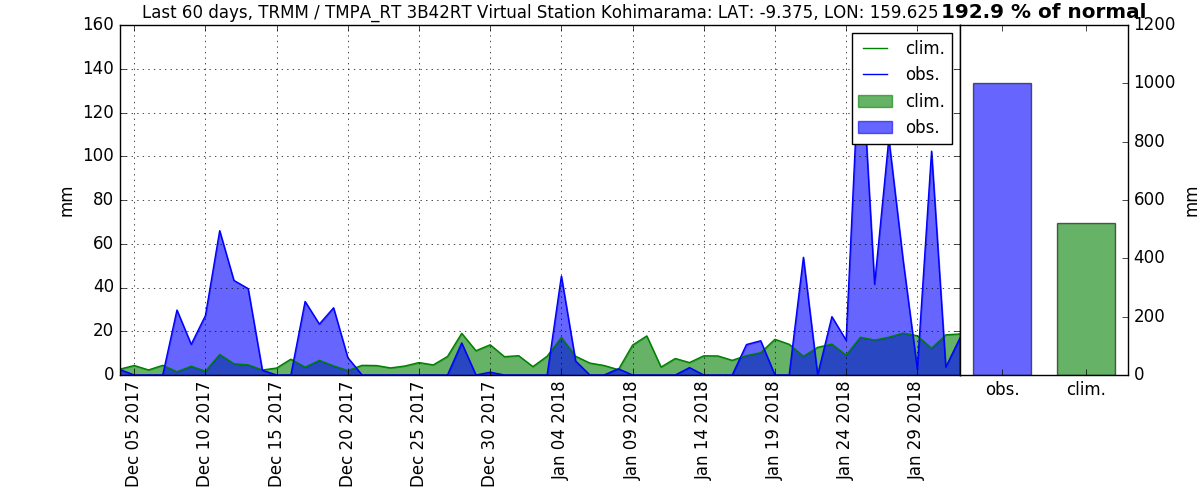 Last 60 days, TRMM / TMPA_RT 3B42RT Virtual Station Kohimarama: LAT: -9.375, LON: 159.625 192.9 % of normal
160
140
120
100
80
60
40
20
0
mm
clim.
obs.
clim.
obs.
1200
1000
800
600
400
200
0
mm
Dec 05 2017
Dec 10 2017
Dec 15 2017
Dec 20 2017
Dec 25 2017
Dec 30 2017
Jan 04 2018
Jan 09 2018
Jan 14 2018
Jan 19 2018
Jan 24 2018
Jan 29 2018
obs.
clim.